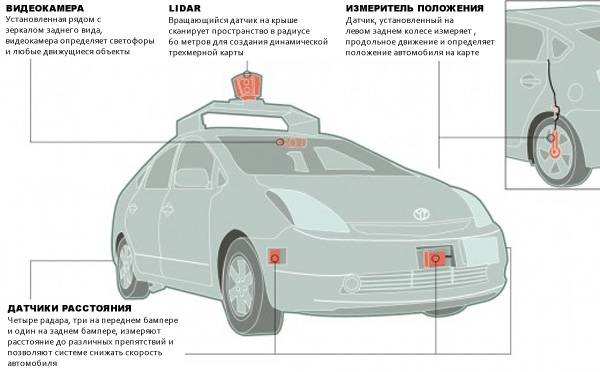 ВИДЕОКАМЕРА
Установленная рядом с
зеркалом заднего вида,
видеокамера определяет светофоры
и любые движущиеся объекты
LIDAR
Вращающийся датчик на крыше
сканирует пространство в радиусе
60 метров для создания динамической
трехмерной карты
ИЗМЕРИТЕЛЬ ПОЛОЖЕНИЯ
Датчик, установленный на
левом заднем колесе измеряет ,
продольное движение и определяет
положение автомобиля на карте
ДАТЧИКИ РАССТОЯНИЯ
Четыре радара, три на переднем бампере
и один на заднем бампере, измеряют
расстояние до различных препятствий и
позволяют системе снижать скорость
автомобиля